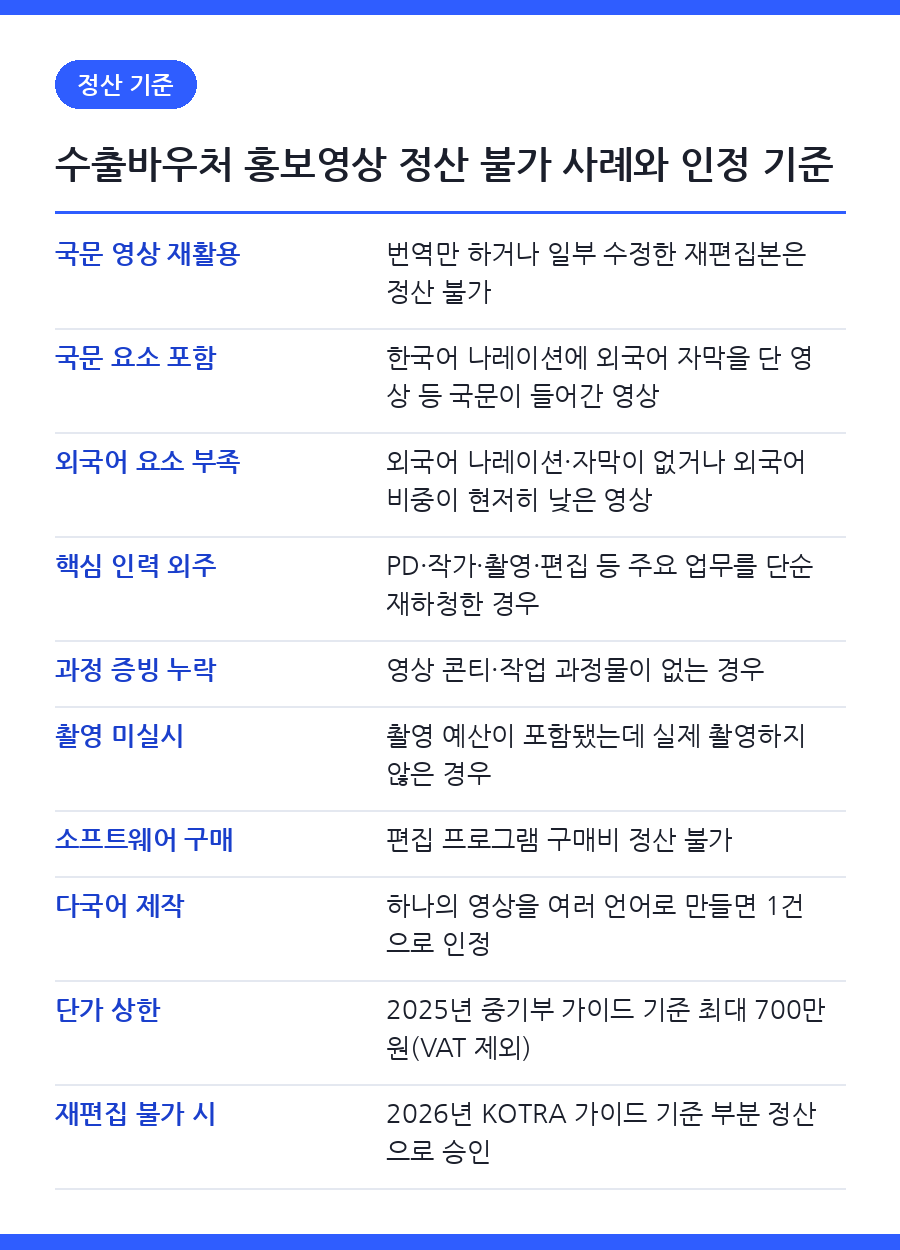 정산 기준
수출바우처 홍보영상 정산 불가 사례와 인정 기준
국문 영상 재활용
번역만 하거나 일부 수정한 재편집본은
정산 불가
국문 요소 포함
한국어 나레이션에 외국어 자막을 단 영
상 등 국문이 들어간 영상
외국어 요소 부족
외국어 나레이션·자막이 없거나 외국어
비중이 현저히 낮은 영상
핵심 인력 외주
PD·작가·촬영·편집 등 주요 업무를 단순
재하청한 경우
과정 증빙 누락
영상 콘티·작업 과정물이 없는 경우
촬영 미실시
촬영 예산이 포함됐는데 실제 촬영하지
않은 경우
소프트웨어 구매
편집 프로그램 구매비 정산 불가
다국어 제작
하나의 영상을 여러 언어로 만들면 1건
으로 인정
단가 상한
2025년 중기부 가이드 기준 최대 700만
원(VAT 제외)
재편집 불가 시
2026년 KOTRA 가이드 기준 부분 정산
으로 승인